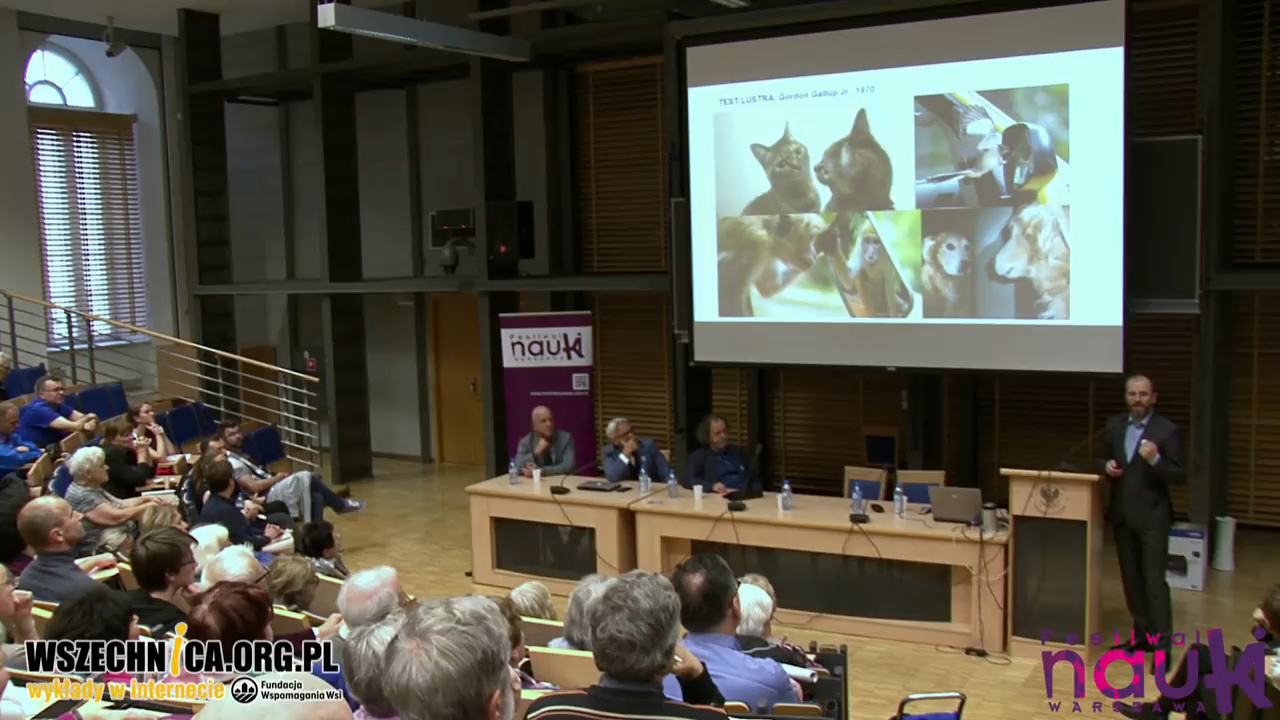 TEST LUSTRA, Gordon Gallup Jr., 1970
Festiwal
nauki
WARSZAWA
WSZECHNICA.ORG.PL
wykłady w Internecie
Fundacja
Wspomagania Wsi
Festiwal
nauki
WARSZAWA